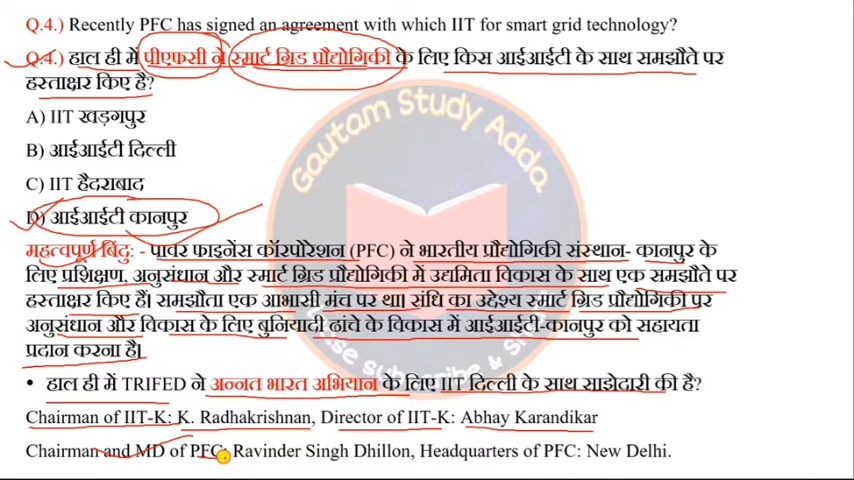 Q.4.) Recently PFC has signed an agreement with which IIT for smart grid technology?
Q.4.) हाल ही में पीएफसी ने स्मार्ट ग्रिड प्रौद्योगिकी के लिए किस आईआईटी के साथ समझौते पर
हस्ताक्षर किए है?
A) IIT खड़गपुर
B) आईआईटी दिल्ली
C) IIT हैदराबाद
D) आईआईटी कानपुर
महत्वपूर्ण बिंदु: - पावर फाइनेंस कॉरपोरेशन (PFC) ने भारतीय प्रौद्योगिकी संस्थान- कानपुर के
लिए प्रशिक्षण, अनुसंधान और स्मार्ट ग्रिड प्रौद्योगिकी में उद्यमिता विकास के साथ एक समझौते पर
हस्ताक्षर किए हैं। समझौता एक आभासी मंच पर था। संधि का उद्देश्य स्मार्ट ग्रिड प्रौद्योगिकी पर
अनुसंधान और विकास के लिए बुनियादी ढांचे के विकास में आईआईटी-कानपुर को सहायता
प्रदान करना है।
• हाल ही में TRIFED ने अन्नत भारत अभियान के लिए IIT दिल्ली के साथ साझेदारी की है?
Chairman of IIT-K: K. Radhakrishnan, Director of IIT-K: Abhay Karandikar
Chairman and MD of PFC: Ravinder Singh Dhillon, Headquarters of PFC: New Delhi.
Gautam Study Adda
subscribe &